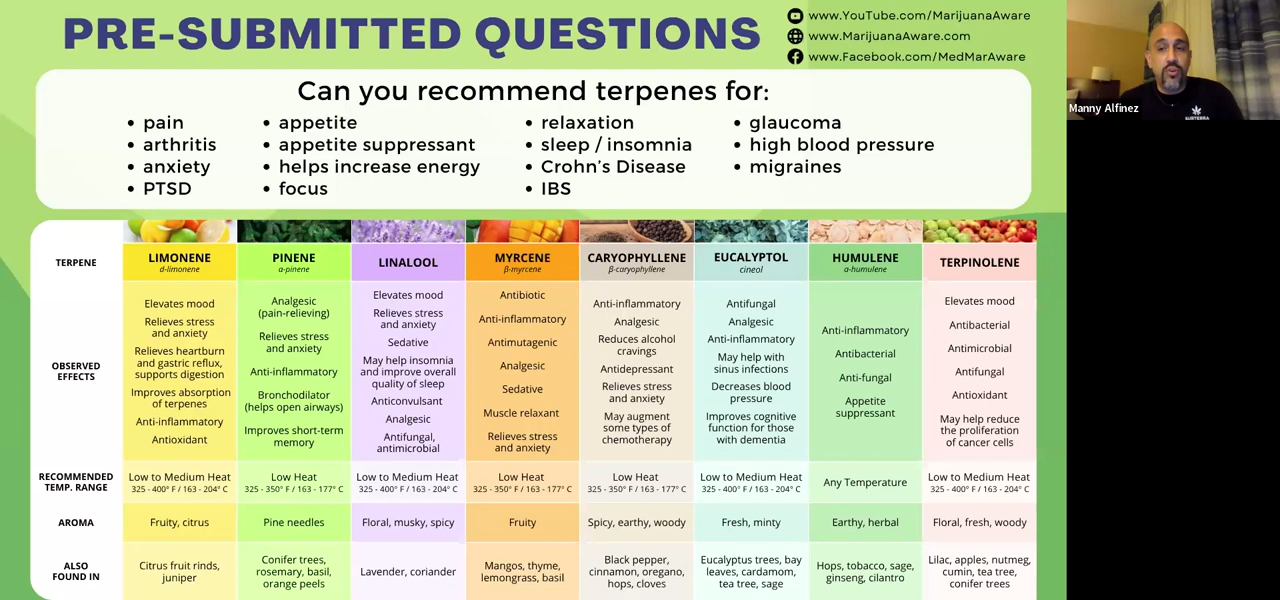 PRE-SUBMITTED QUESTIONS
www.YouTube.com/MarijuanaAware
www.MarijuanaAware.com
www.Facebook.com/MedMarAware
Manny Alfinez
SUBTERRA
Can you recommend terpenes for:
• pain
• arthritis
• anxiety
• PTSD
• appetite
• appetite suppressant
• helps increase energy
• focus
• relaxation
• sleep / insomnia
• Crohn's Disease
• IBS
• glaucoma
• high blood pressure
• migraines
TERPENE
LIMONENE
d-limonene
PINENE
α-pinene
LINALOOL
MYRCENE
β-myrcene
CARYOPHYLLENE
β-caryophyllene
EUCALYPTOL
cineol
HUMULENE
α-humulene
TERPINOLENE
OBSERVED
EFFECTS
Elevates mood
Relieves stress
and anxiety
Relieves heartburn
and gastric reflux,
supports digestion
Improves absorption
of terpenes
Anti-inflammatory
Antioxidant
Analgesic
(pain-relieving)
Relieves stress
and anxiety
Anti-inflammatory
Bronchodilator
(helps open airways)
Improves short-term
memory
Elevates mood
Relieves stress
and anxiety
Sedative
May help insomnia
and improve overall
quality of sleep
Anticonvulsant
Analgesic
Antifungal,
antimicrobial
Antibiotic
Anti-inflammatory
Antimutagenic
Analgesic
Sedative
Muscle relaxant
Relieves stress
and anxiety
Anti-inflammatory
Analgesic
Reduces alcohol
cravings
Antidepressant
Relieves stress
and anxiety
May augment
some types of
chemotherapy
Antifungal
Analgesic
Anti-inflammatory
May help with
sinus infections
Decreases blood
pressure
Improves cognitive
function for those
with dementia
Anti-inflammatory
Antibacterial
Anti-fungal
Appetite
suppressant
Elevates mood
Antibacterial
Antimicrobial
Antifungal
Antioxidant
May help reduce
the proliferation
of cancer cells
RECOMMENDED
TEMP. RANGE
Low to Medium Heat
325 - 400° F / 163 - 204° C
Low Heat
325 - 350° F / 163 - 177° C
Low to Medium Heat
325 - 400° F / 163 - 204° C
Low Heat
325 - 350° F / 163 - 177° C
Low Heat
325 - 350° F / 163 - 177° C
Low to Medium Heat
325 - 400° F / 163 - 204° C
Any Temperature
Low to Medium Heat
325 - 400° F / 163 - 204° C
AROMA
Fruity, citrus
Pine needles
Floral, musky, spicy
Fruity
Spicy, earthy, woody
Fresh, minty
Earthy, herbal
Floral, fresh, woody
ALSO
FOUND IN
Citrus fruit rinds,
juniper
Conifer trees,
rosemary, basil,
orange peels
Lavender, coriander
Mangos, thyme,
lemongrass, basil
Black pepper,
cinnamon, oregano,
hops, cloves
Eucalyptus trees, bay
leaves, cardamom,
tea tree, sage
Hops, tobacco, sage,
ginseng, cilantro
Lilac, apples, nutmeg,
cumin, tea tree,
conifer trees